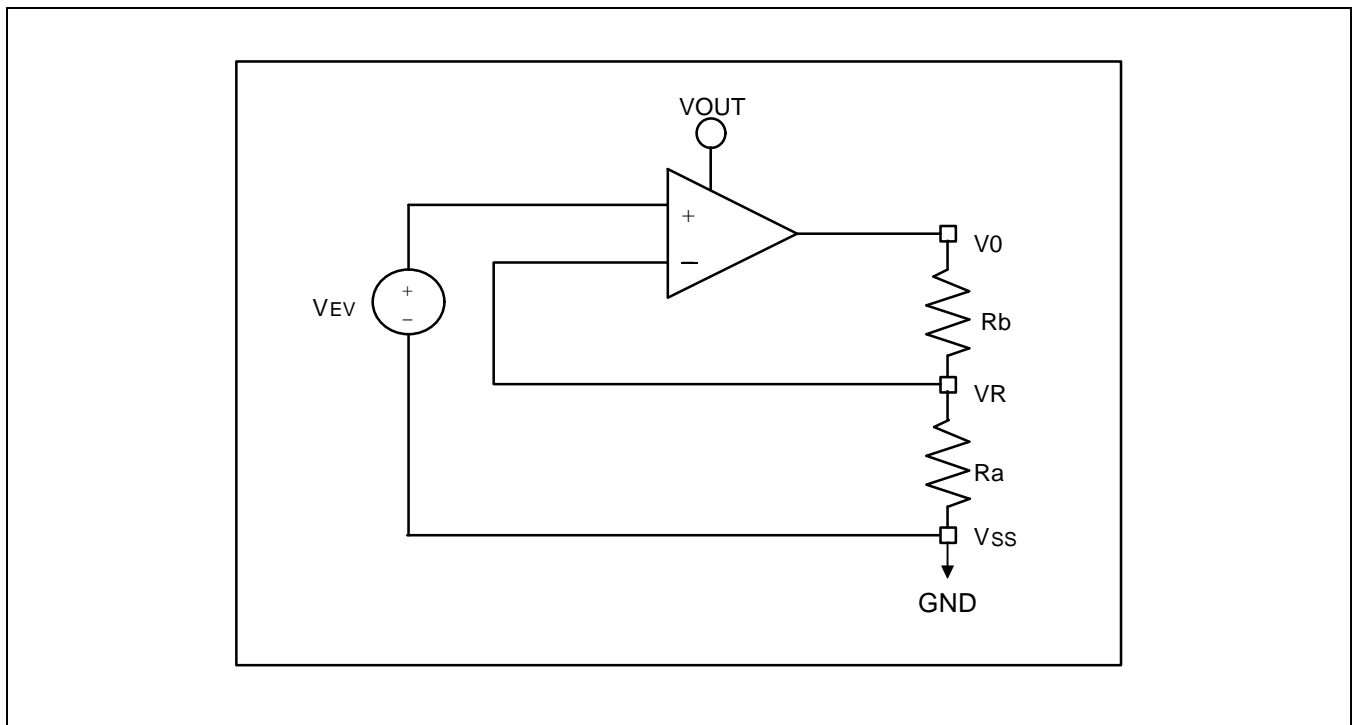 VOUT
+
−
V0
+
−
VEV
Rb
VR
Ra
VSS
GND